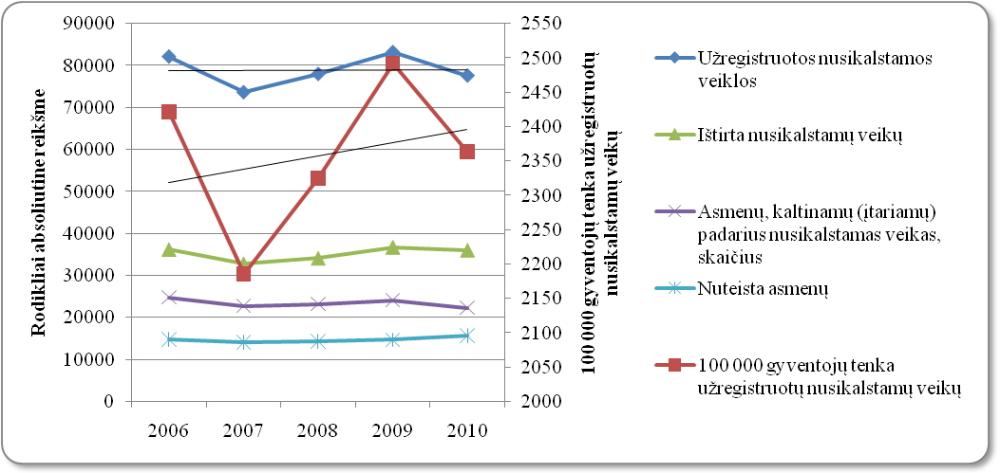 Rodikliai absoliutine reikšme
90000
80000
70000
60000
50000
40000
30000
20000
10000
0
2006 2007 2008 2009 2010
2550
2500
2450
2400
2350
2300
2250
2200
2150
2100
2050
2000
100 000 gyventojų tenka užregistruotų
nusikalstamų veikų
Užregistruotos nusikalstamos
veiklos
Ištirta nusikalstamų veikų
Asmenų, kaltinamų (įtariamų)
padarius nusikalstamas veikas,
skaičius
Nuteista asmenų
100 000 gyventojų tenka
užregistruotų nusikalstamų veikų